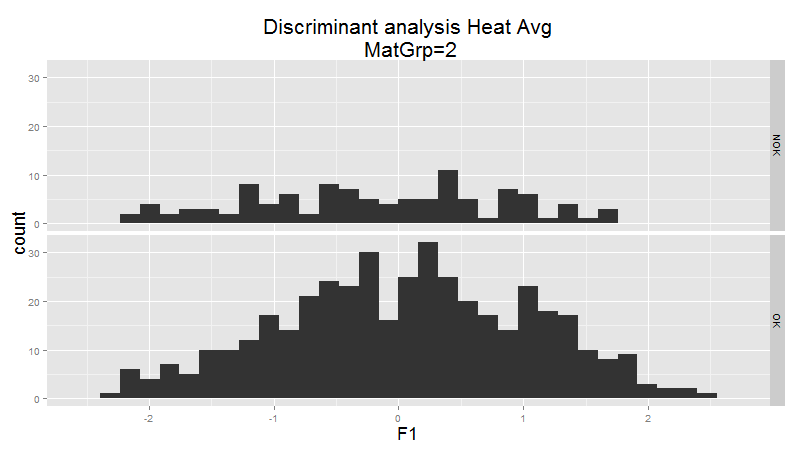 Discriminant analysis Heat Avg
MatGrp=2
30
20
10
0
NOK
count
30
20
10
0
OK
-2
-1
0
1
2
F1